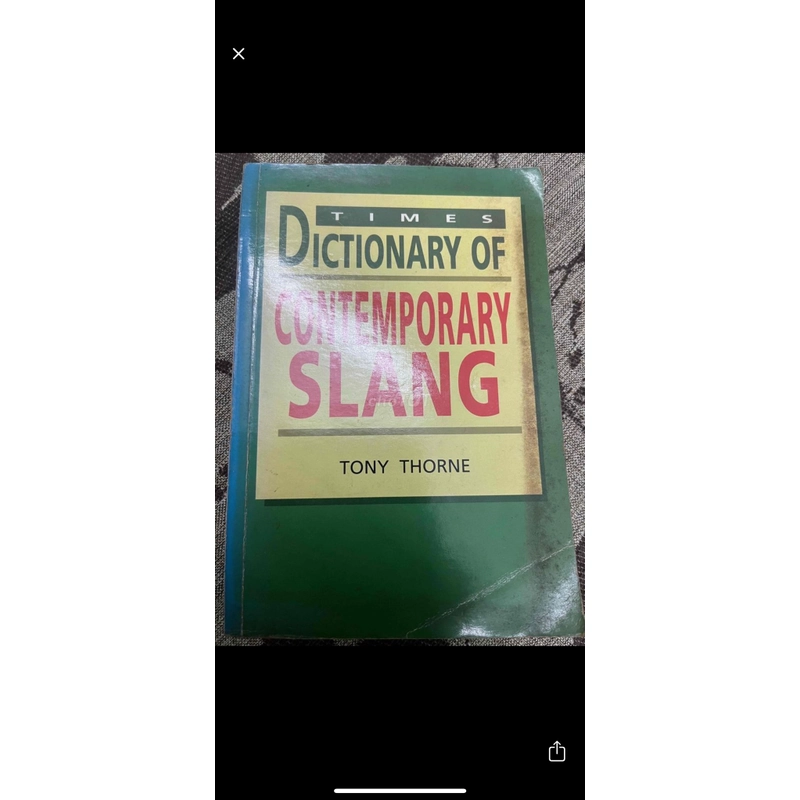 TIMES
DICTIONARY OF
CONTEMPORARY
SLANG
TONY THORNE